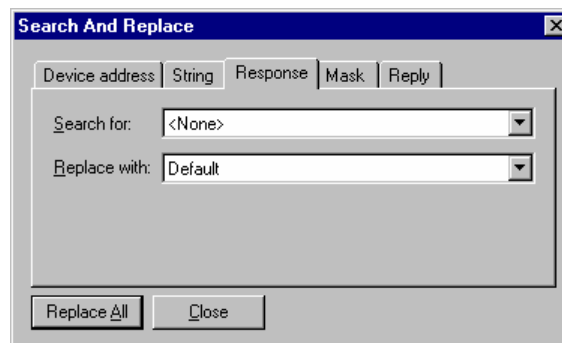 Search And Replace
Device address String Response Mask Reply
Search for: <None>
Replace with: Default
Replace All Close